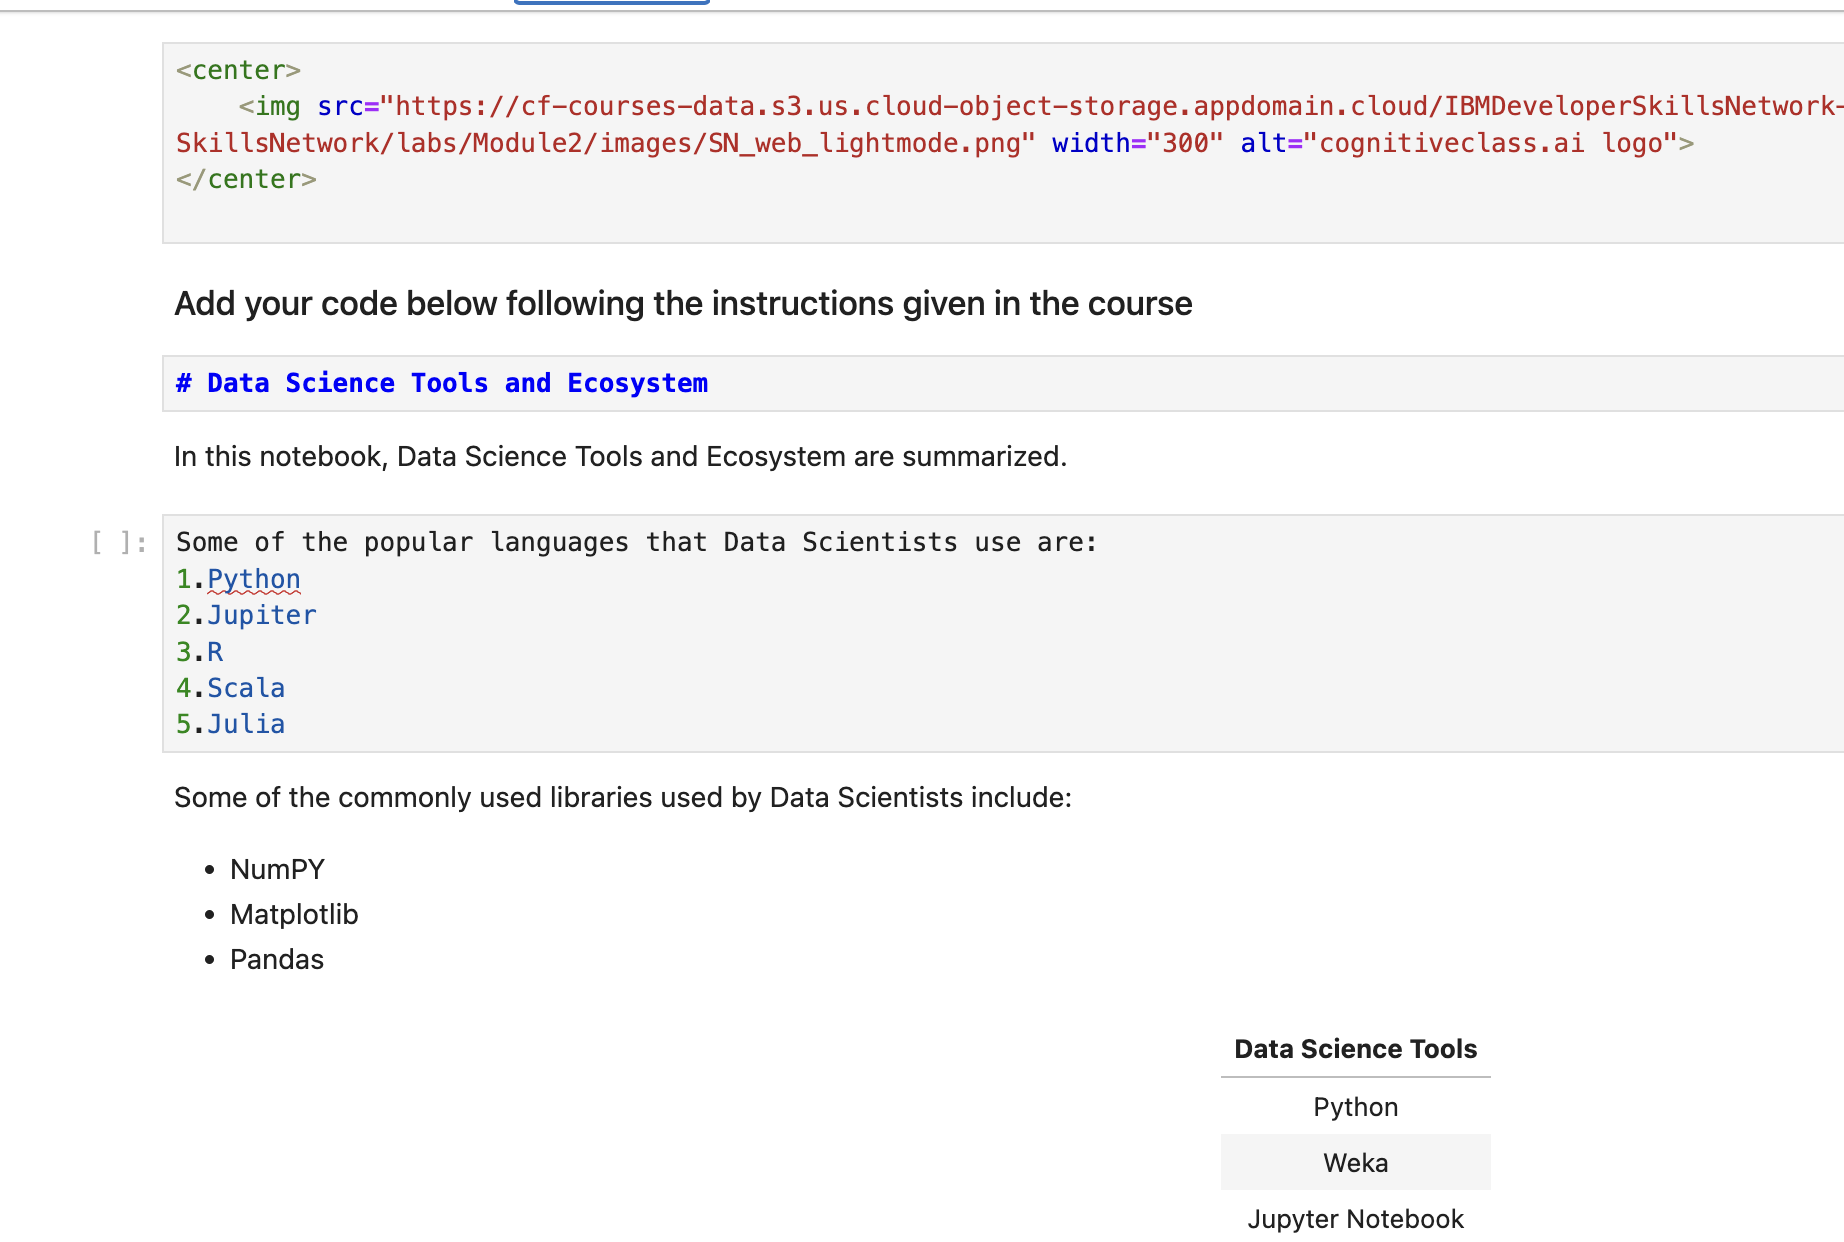 <center>
<img src="https://cf-courses-data.s3.us.cloud-object-storage.appdomain.cloud/IBMDeveloperSkillsNetwork-
SkillsNetwork/labs/Module2/images/SN_web_lightmode.png" width="300" alt="cognitiveclass.ai logo">
</center>
Add your code below following the instructions given in the course
# Data Science Tools and Ecosystem
In this notebook, Data Science Tools and Ecosystem are summarized.
[ ]: Some of the popular languages that Data Scientists use are:
1.Python
2.Jupiter
3.R
4.Scala
5.Julia
Some of the commonly used libraries used by Data Scientists include:
• NumPY
• Matplotlib
• Pandas
Data Science Tools
Python
Weka
Jupyter Notebook